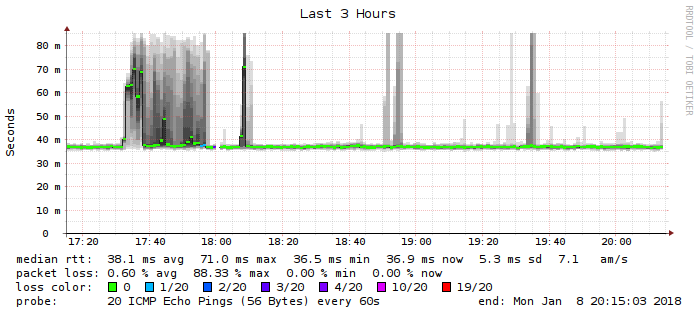 Last 3 Hours
RRDTOOL / TOBI OETIKER
Seconds
80 m
70 m
60 m
50 m
40 m
30 m
20 m
10 m
0
17:20 17:40 18:00 18:20 18:40 19:00 19:20 19:40 20:00
median rtt: 38.1 ms avg 71.0 ms max 36.5 ms min 36.9 ms now 5.3 ms sd 7.1 am/s
packet loss: 0.60 % avg 88.33 % max 0.00 % min 0.00 % now
loss color: 0 1/20 2/20 3/20 4/20 10/20 19/20
probe: 20 ICMP Echo Pings (56 Bytes) every 60s end: Mon Jan 8 20:15:03 2018